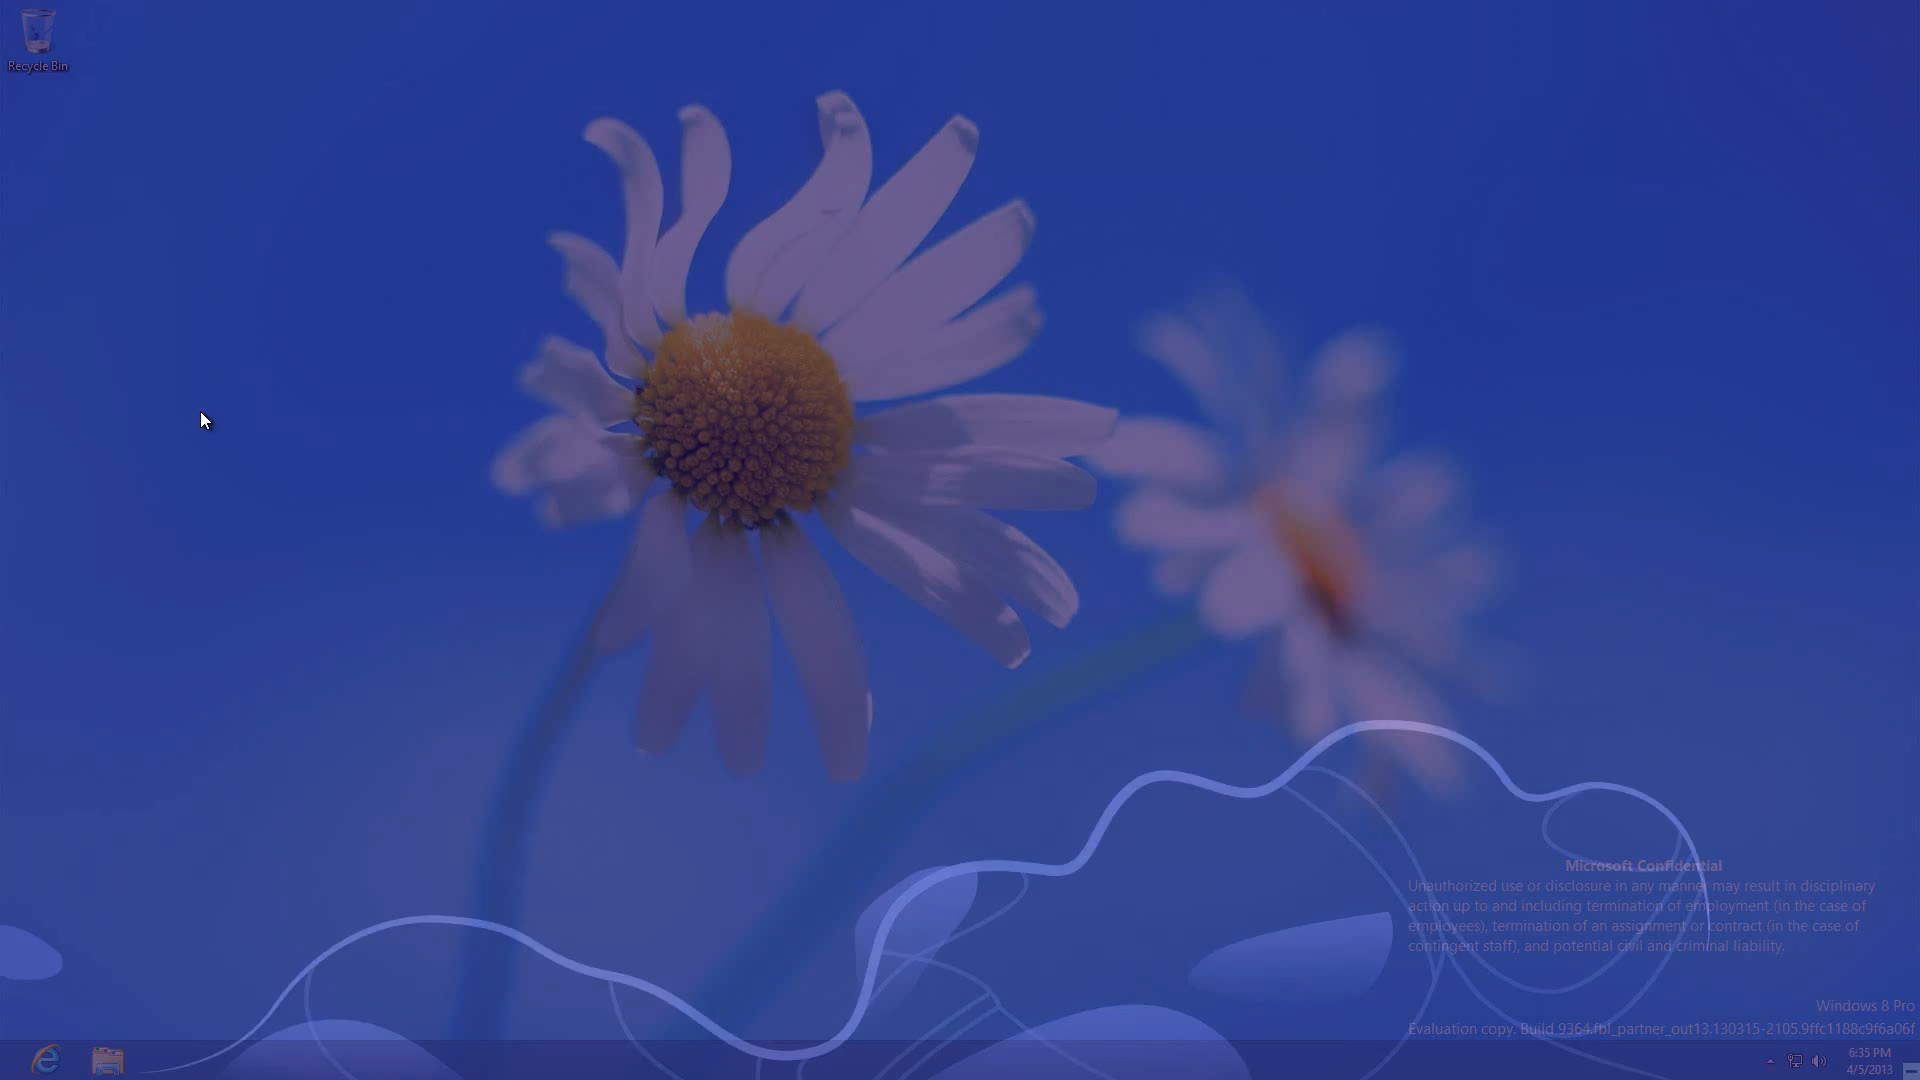 Recycle Bin
Microsoft Confidential
Unauthorized use or disclosure in any manner may result in disciplinary
action up to and including termination of employment (in the case of
employees), termination of an assignment or contract (in the case of
contingent staff), and potential civil and criminal liability.
Windows 8 Pro
Evaluation copy. Build 9364.fbl_partner_out13.130315-2105.9ffc1188c9f6a06f
6:35 PM
4/5/2013